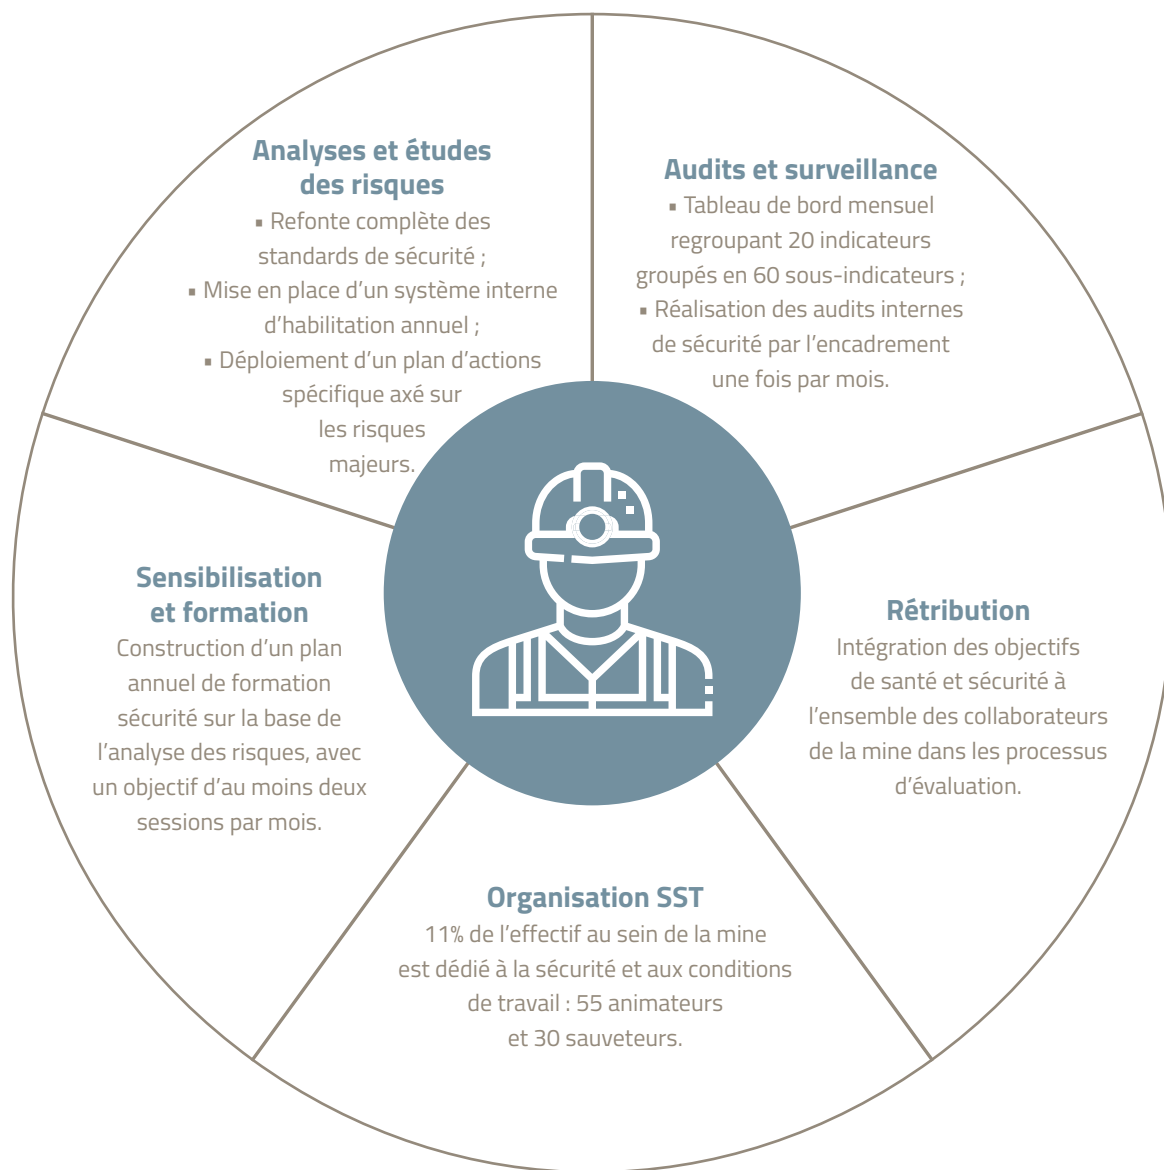 Analyses et études
des risques
▪ Refonte complète des
standards de sécurité ;
▪ Mise en place d’un système interne
d’habilitation annuel ;
▪ Déploiement d’un plan d’actions
spécifique axé sur
les risques
majeurs.
Audits et surveillance
▪ Tableau de bord mensuel
regroupant 20 indicateurs
groupés en 60 sous-indicateurs ;
▪ Réalisation des audits internes
de sécurité par l’encadrement
une fois par mois.
Sensibilisation
et formation
Construction d’un plan
annuel de formation
sécurité sur la base de
l’analyse des risques, avec
un objectif d’au moins deux
sessions par mois.
Rétribution
Intégration des objectifs
de santé et sécurité à
l’ensemble des collaborateurs
de la mine dans les processus
d’évaluation.
Organisation SST
11% de l’effectif au sein de la mine
est dédié à la sécurité et aux conditions
de travail : 55 animateurs
et 30 sauveteurs.